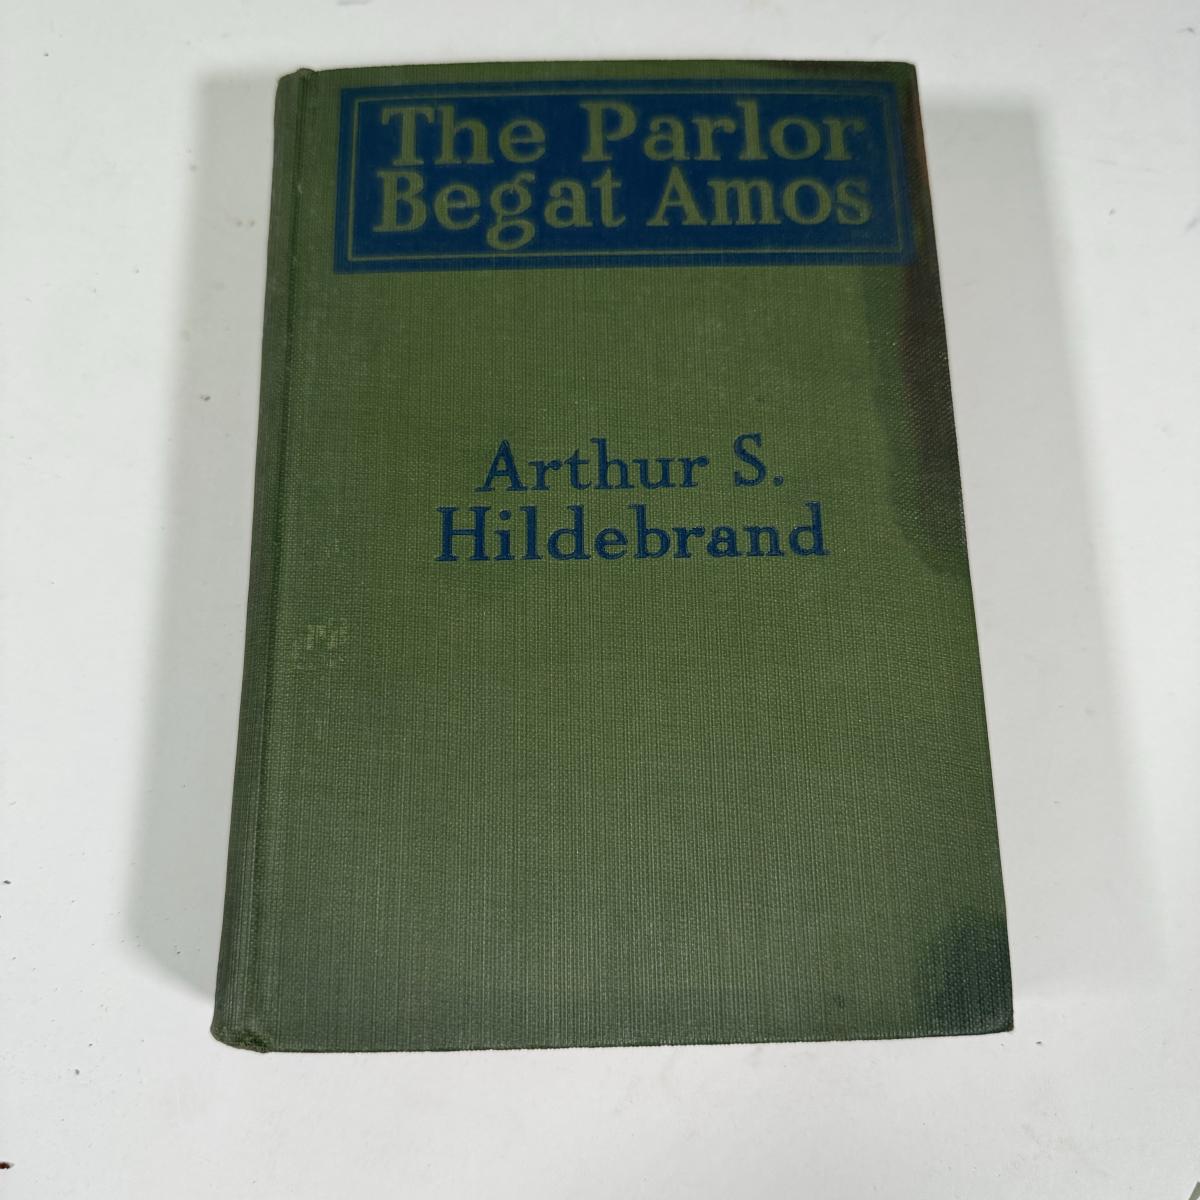 The Parlor
Begat Amos
Arthur S.
Hildebrand